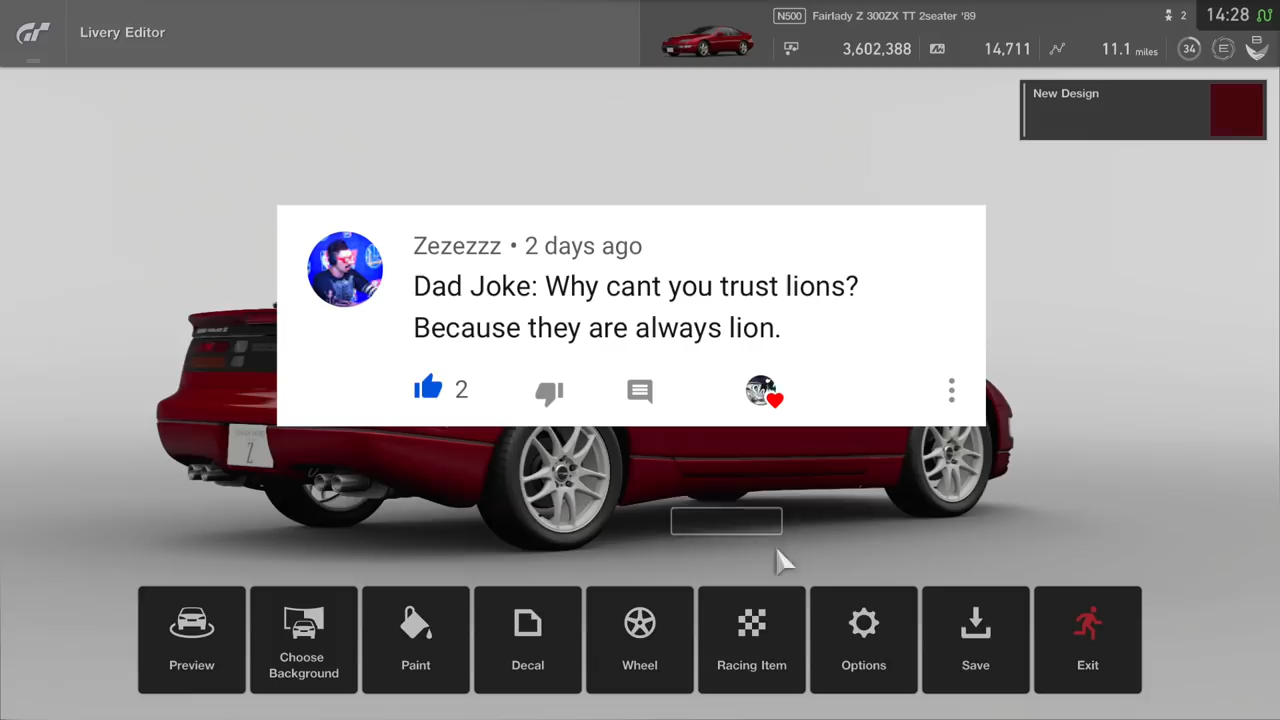 Livery Editor
N500 Fairlady Z 300ZX TT 2seater '89
2 14:28
3,602,388 14,711 11.1 miles 34 E B
New Design
Zezezzz • 2 days ago
Dad Joke: Why cant you trust lions?
Because they are always lion.
2
Z
Preview
Choose
Background
Paint
Decal
Wheel
Racing Item
Options
Save
Exit